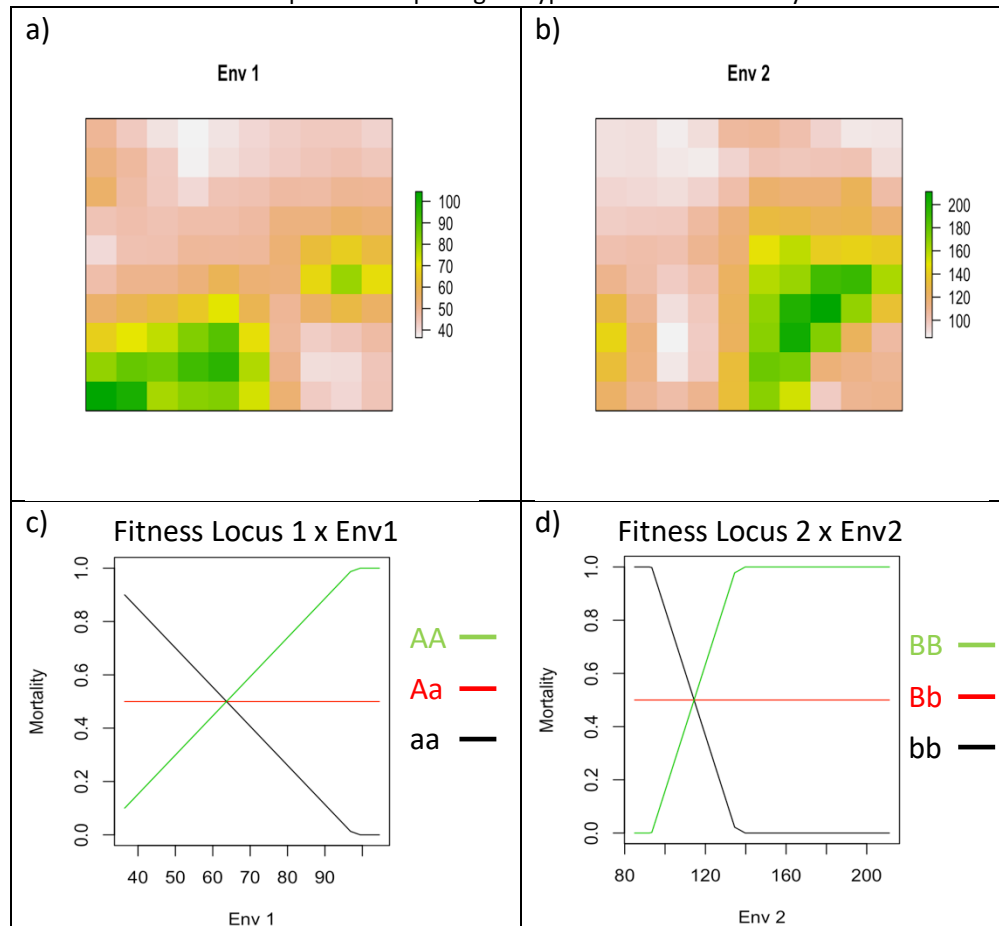 a)
Env 1
100
90
80
70
60
50
40
b)
Env 2
200
180
160
140
120
100
c)
Fitness Locus 1 x Env1
1.0
0.8
0.6
0.4
0.2
0.0
Mortality
40 50 60 70 80 90
Env 1
AA
Aa
aa
d)
Fitness Locus 2 x Env2
1.0
0.8
0.6
0.4
0.2
0.0
Mortality
80 120 160 200
Env 2
BB
Bb
bb